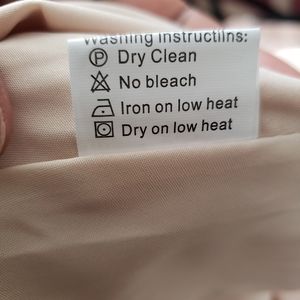 Washing instructiins:
P Dry Clean
No bleach
Iron on low heat
Dry on low heat